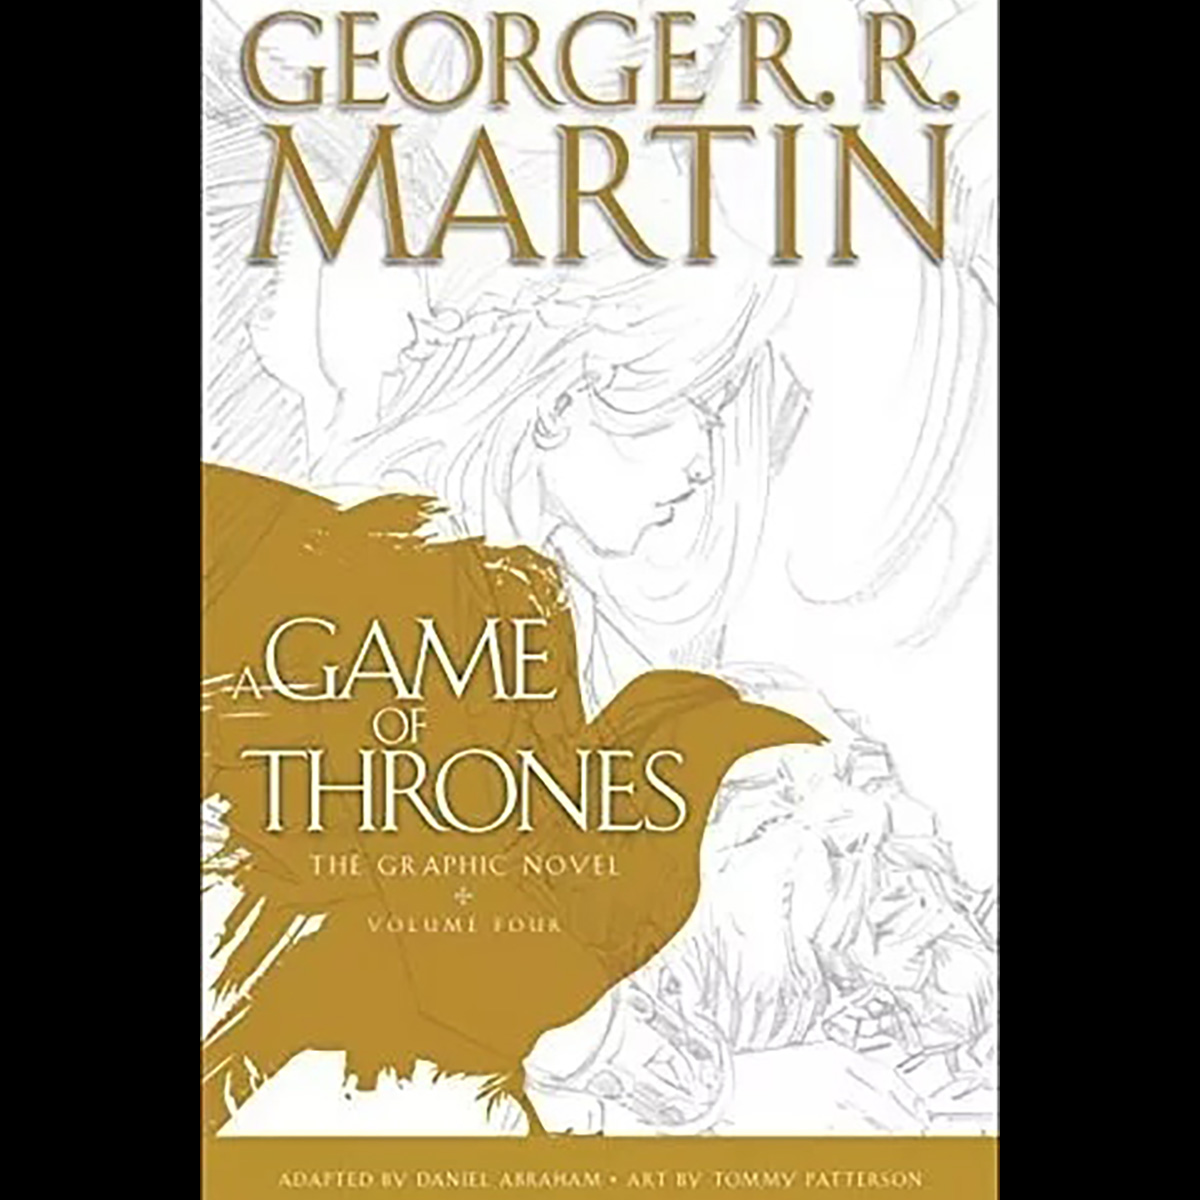 GEORGE R. R.
MARTIN
A GAME
OF
THRONES
THE GRAPHIC NOVEL
VOLUME FOUR
ADAPTED BY DANIEL ABRAHAM • ART BY TOMMY PATTERSON